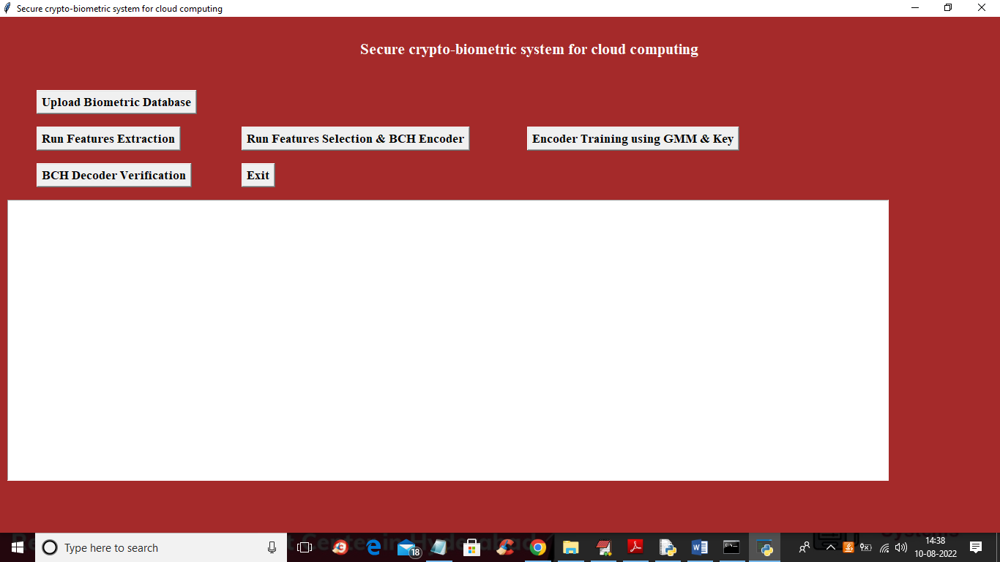 Secure crypto-biometric system for cloud computing
Secure crypto-biometric system for cloud computing
Upload Biometric Database
Run Features Extraction
Run Features Selection & BCH Encoder
Encoder Training using GMM & Key
BCH Decoder Verification
Exit
Type here to search
18
14:38
10-08-2022